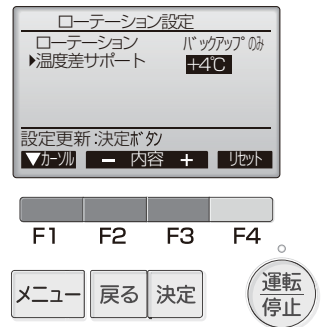 ローテーション設定
ローテーション バックアップのみ
▶温度差サポート +4℃
設定更新:決定ボタン
▼カーソル － 内容 ＋ リセット
F1 F2 F3 F4
メニュー 戻る 決定 運転/停止